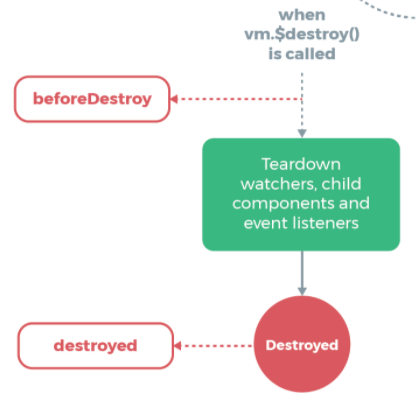 when
vm.$destroy()
is called
beforeDestroy
Teardown
watchers, child
components and
event listeners
destroyed
Destroyed